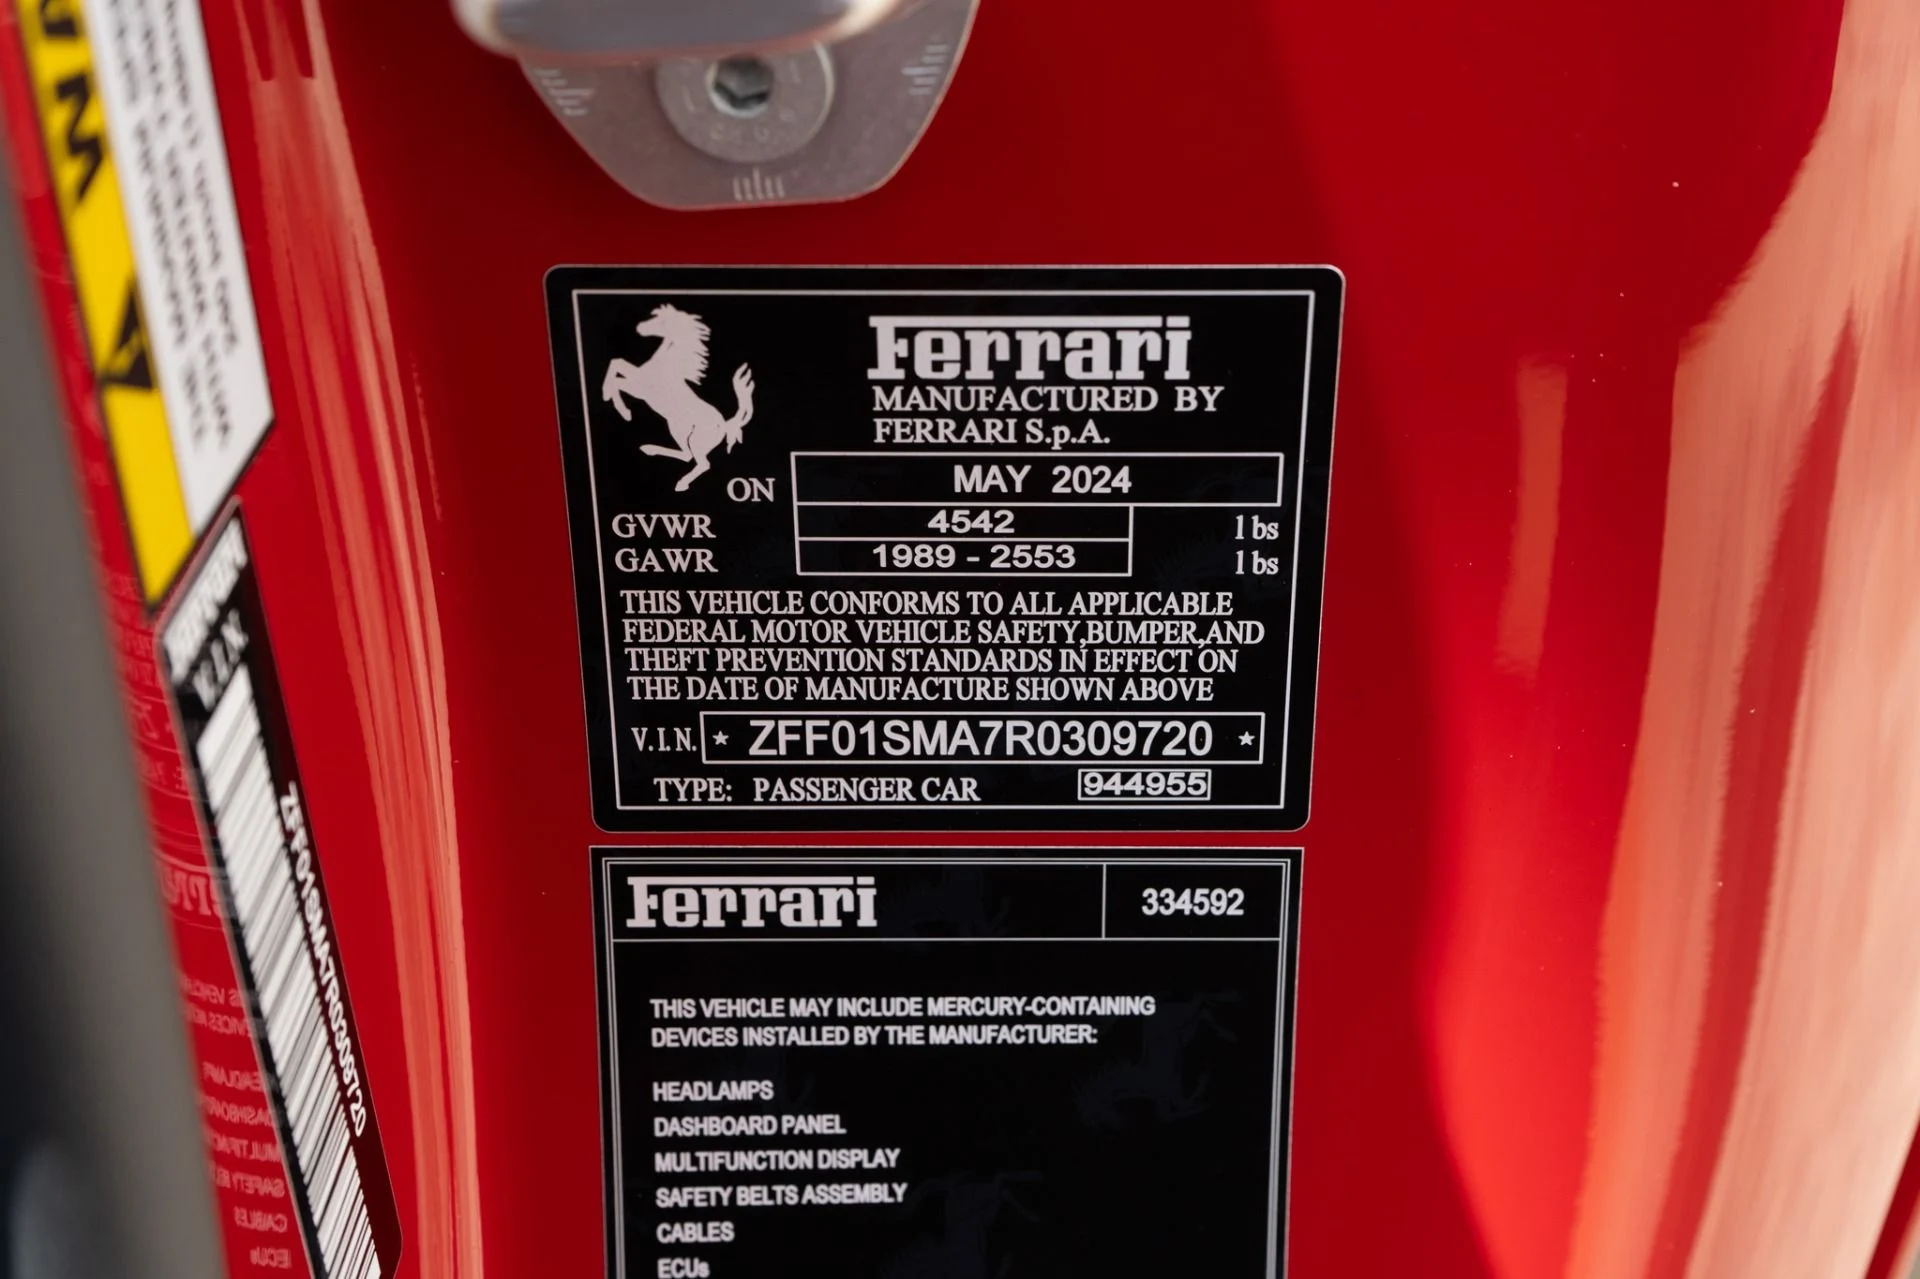 Ferrari
MANUFACTURED BY
FERRARI S.p.A.
ON MAY 2024
GVWR 4542 lbs
GAWR 1989 - 2553 lbs
THIS VEHICLE CONFORMS TO ALL APPLICABLE
FEDERAL MOTOR VEHICLE SAFETY,BUMPER,AND
THEFT PREVENTION STANDARDS IN EFFECT ON
THE DATE OF MANUFACTURE SHOWN ABOVE
V.I.N. * ZFF01SMA7R0309720 *
TYPE: PASSENGER CAR 944955
Ferrari 334592
THIS VEHICLE MAY INCLUDE MERCURY-CONTAINING
DEVICES INSTALLED BY THE MANUFACTURER:
HEADLAMPS
DASHBOARD PANEL
MULTIFUNCTION DISPLAY
SAFETY BELTS ASSEMBLY
CABLES
ECUs
V.I.N.
ZFF01SMA7R0309720